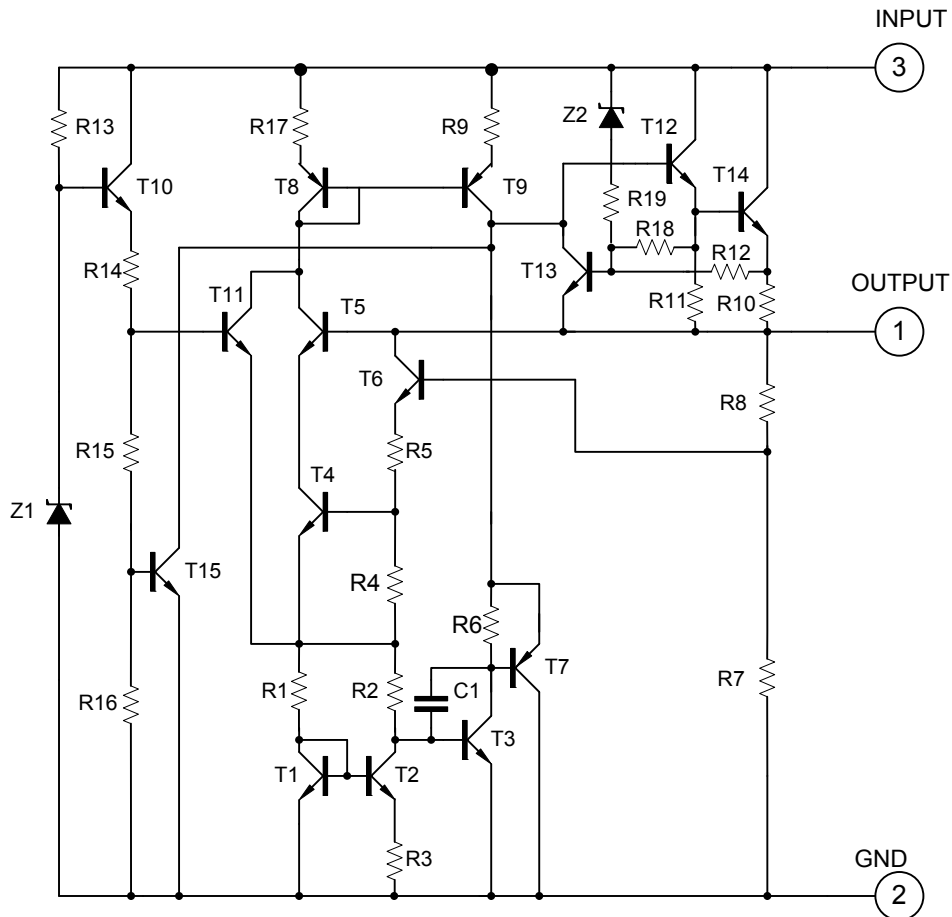 INPUT
3
R13
R17
R9
Z2
T12
T10
T8
T9
T14
R19
R18
R12
R14
T13
T11
T5
R11
R10
OUTPUT
1
T6
R8
R15
R5
T4
Z1
T15
R4
R6
T7
R16
R1
R2
C1
R7
T3
T1
T2
R3
GND
2